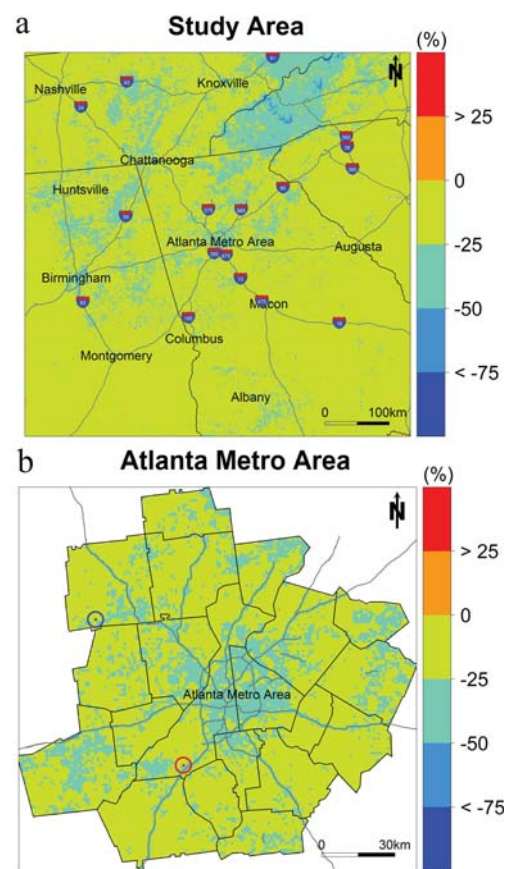 a
Study Area
(%)
N
Nashville
Knoxville
Chattanooga
Huntsville
Atlanta Metro Area
Augusta
Birmingham
Macon
Columbus
Montgomery
Albany
0 100km
> 25
0
-25
-50
< -75
b
Atlanta Metro Area
(%)
N
Atlanta Metro Area
0 30km
> 25
0
-25
-50
< -75